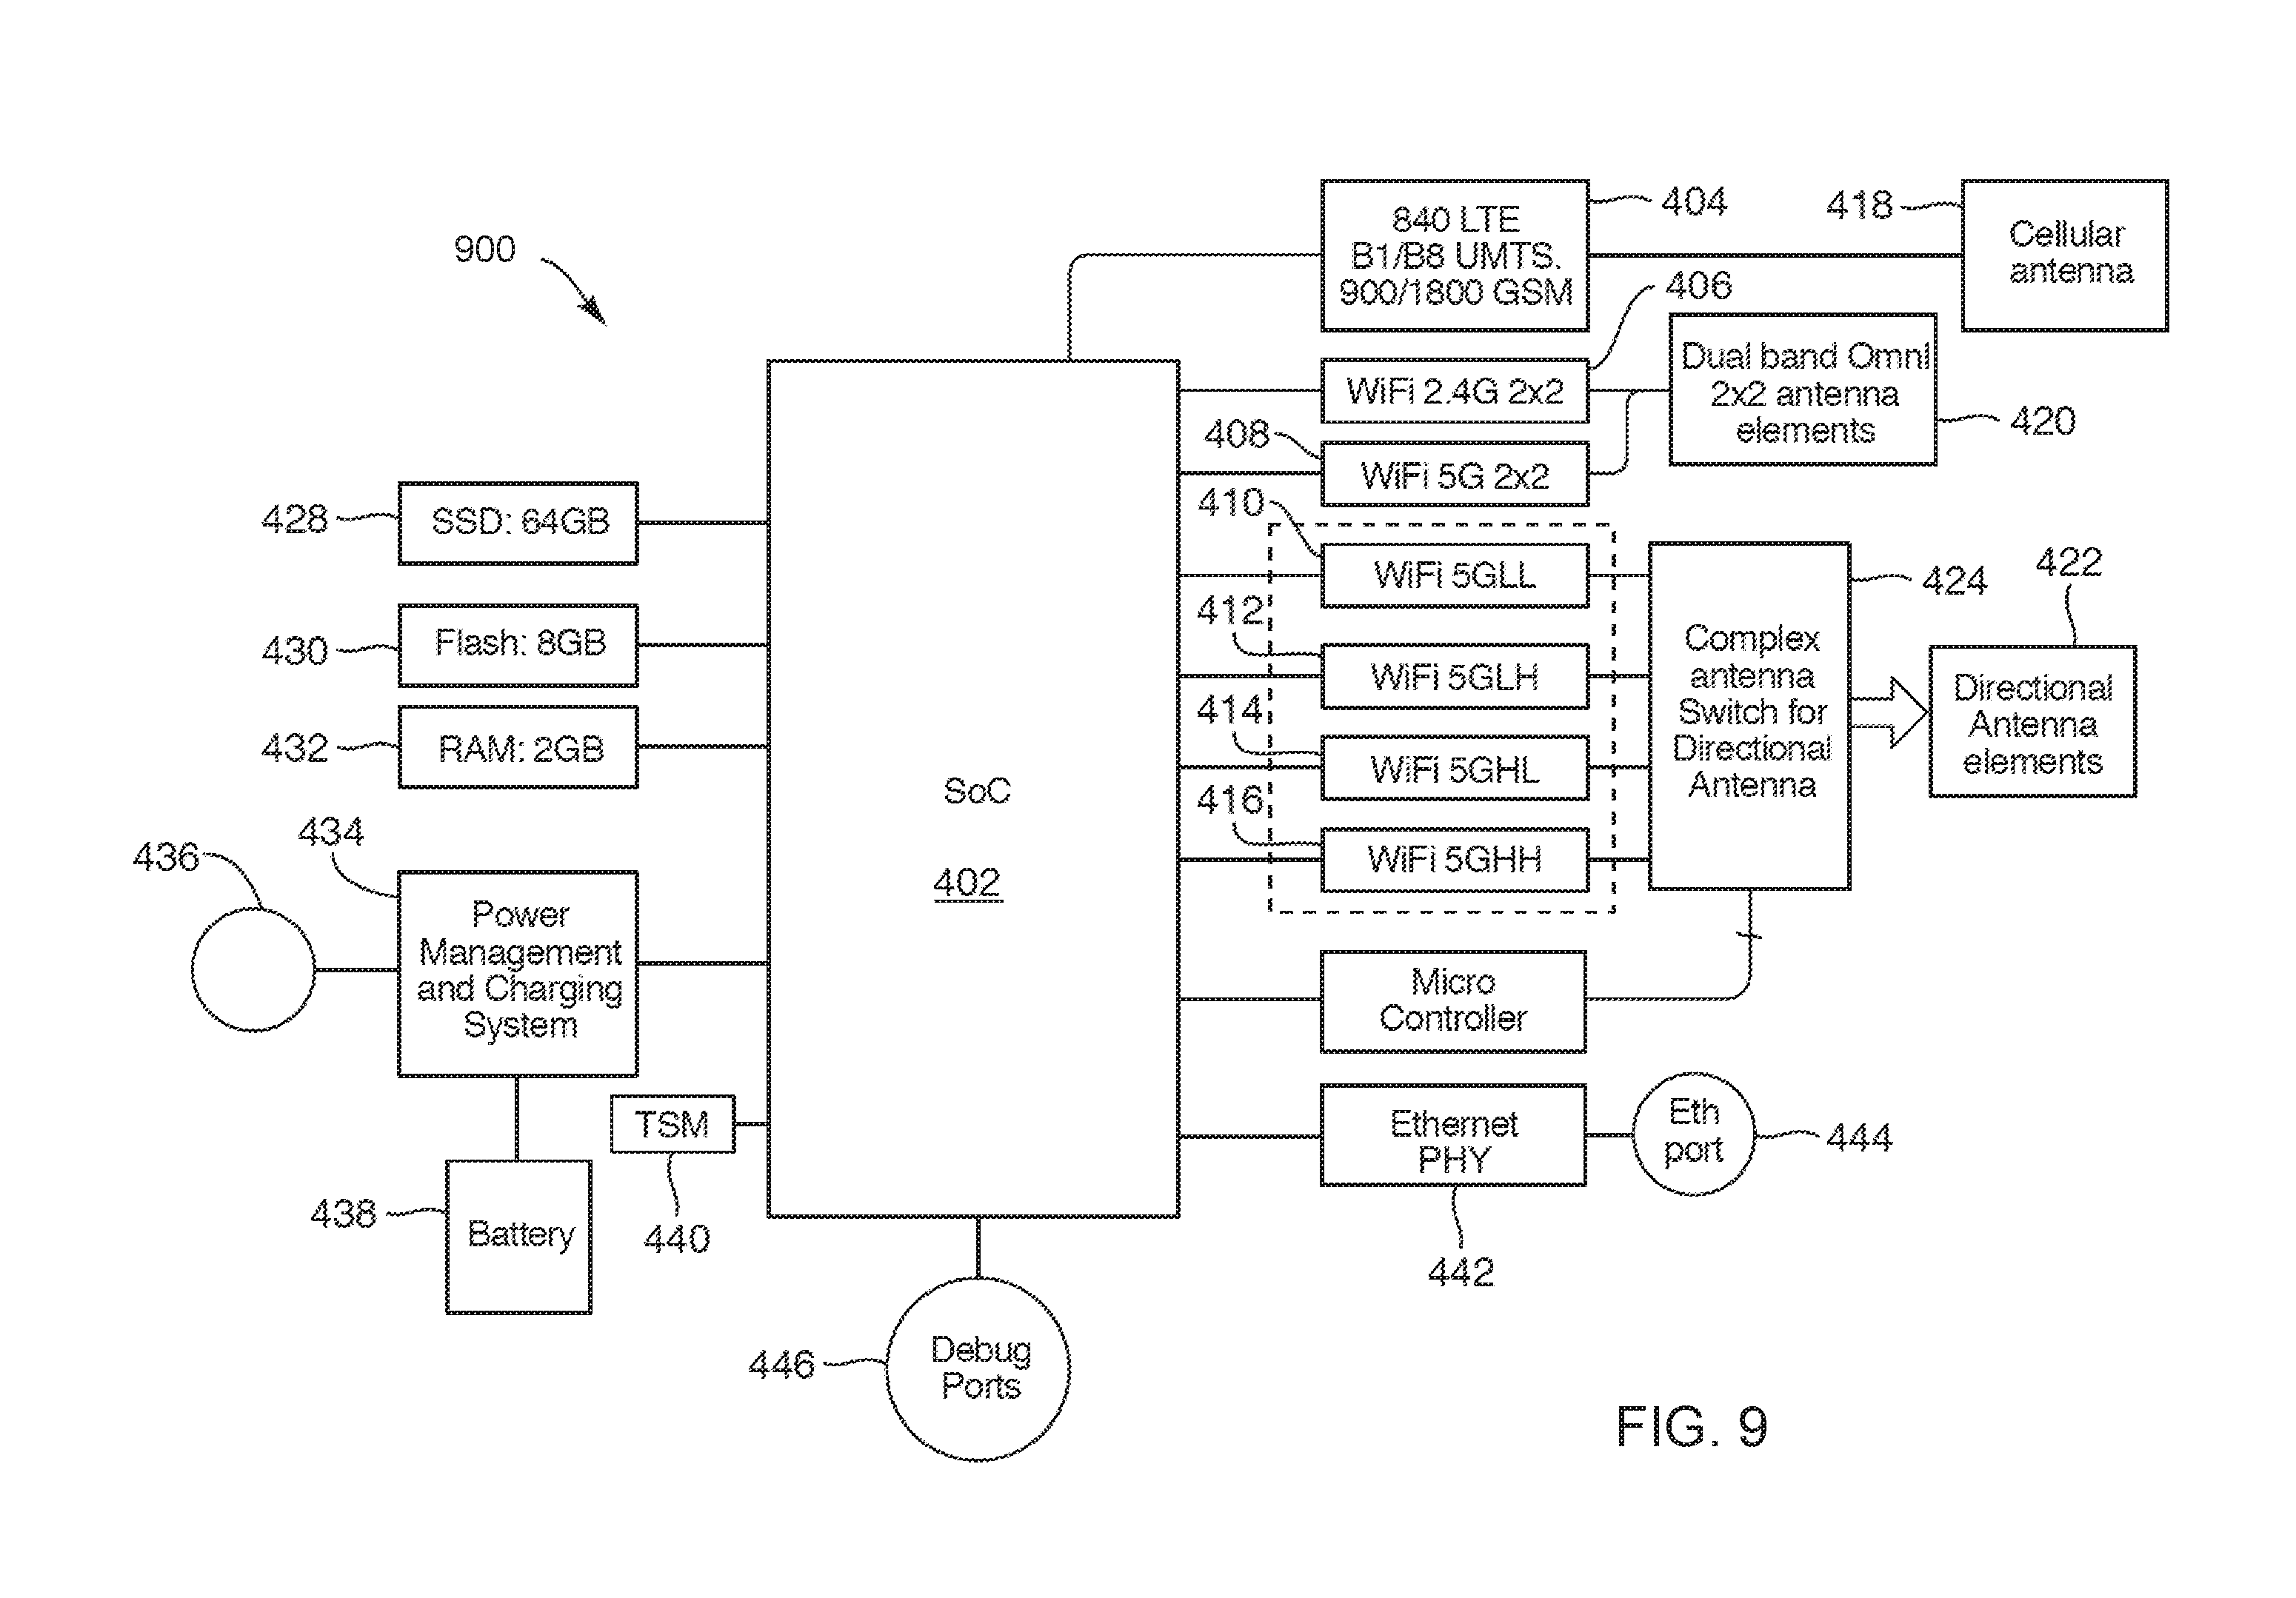 900
840 LTE
B1/B8 UMTS.
900/1800 GSM
404
418
Cellular
antenna
406
WiFi 2.4G 2x2
Dual band Omni
2x2 antenna
elements
420
408
WiFi 5G 2x2
410
WiFi 5GLL
412
WiFi 5GLH
414
WiFi 5GHL
416
WiFi 5GHH
424
Complex
antenna
Switch for
Directional
Antenna
422
Directional
Antenna
elements
428
SSD: 64GB
430
Flash: 8GB
432
RAM: 2GB
SoC
402
434
436
Power
Management
and Charging
System
Micro
Controller
TSM
440
438
Battery
Ethernet
PHY
442
Eth
port
444
446
Debug
Ports
FIG. 9